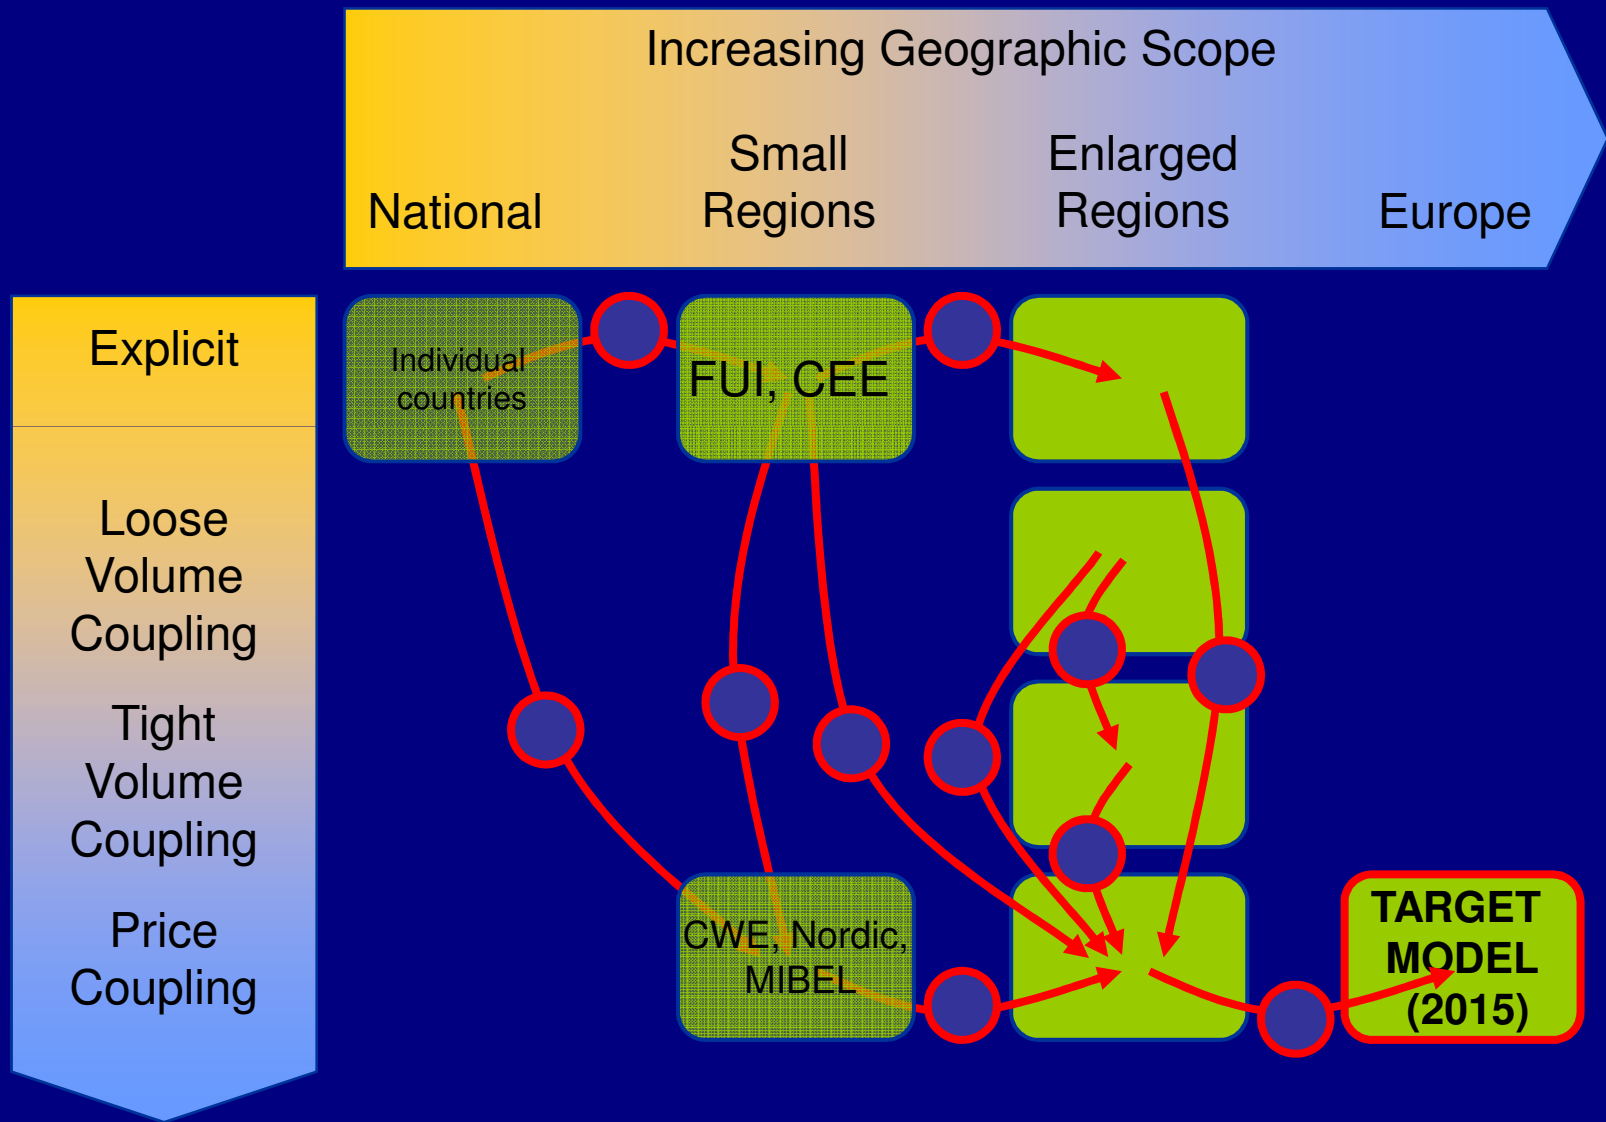 Increasing Geographic Scope
National
Small
Regions
Enlarged
Regions
Europe
Explicit
Loose
Volume
Coupling
Tight
Volume
Coupling
Price
Coupling
Individual
countries
FUI, CEE
CWE, Nordic,
MIBEL
TARGET
MODEL
(2015)